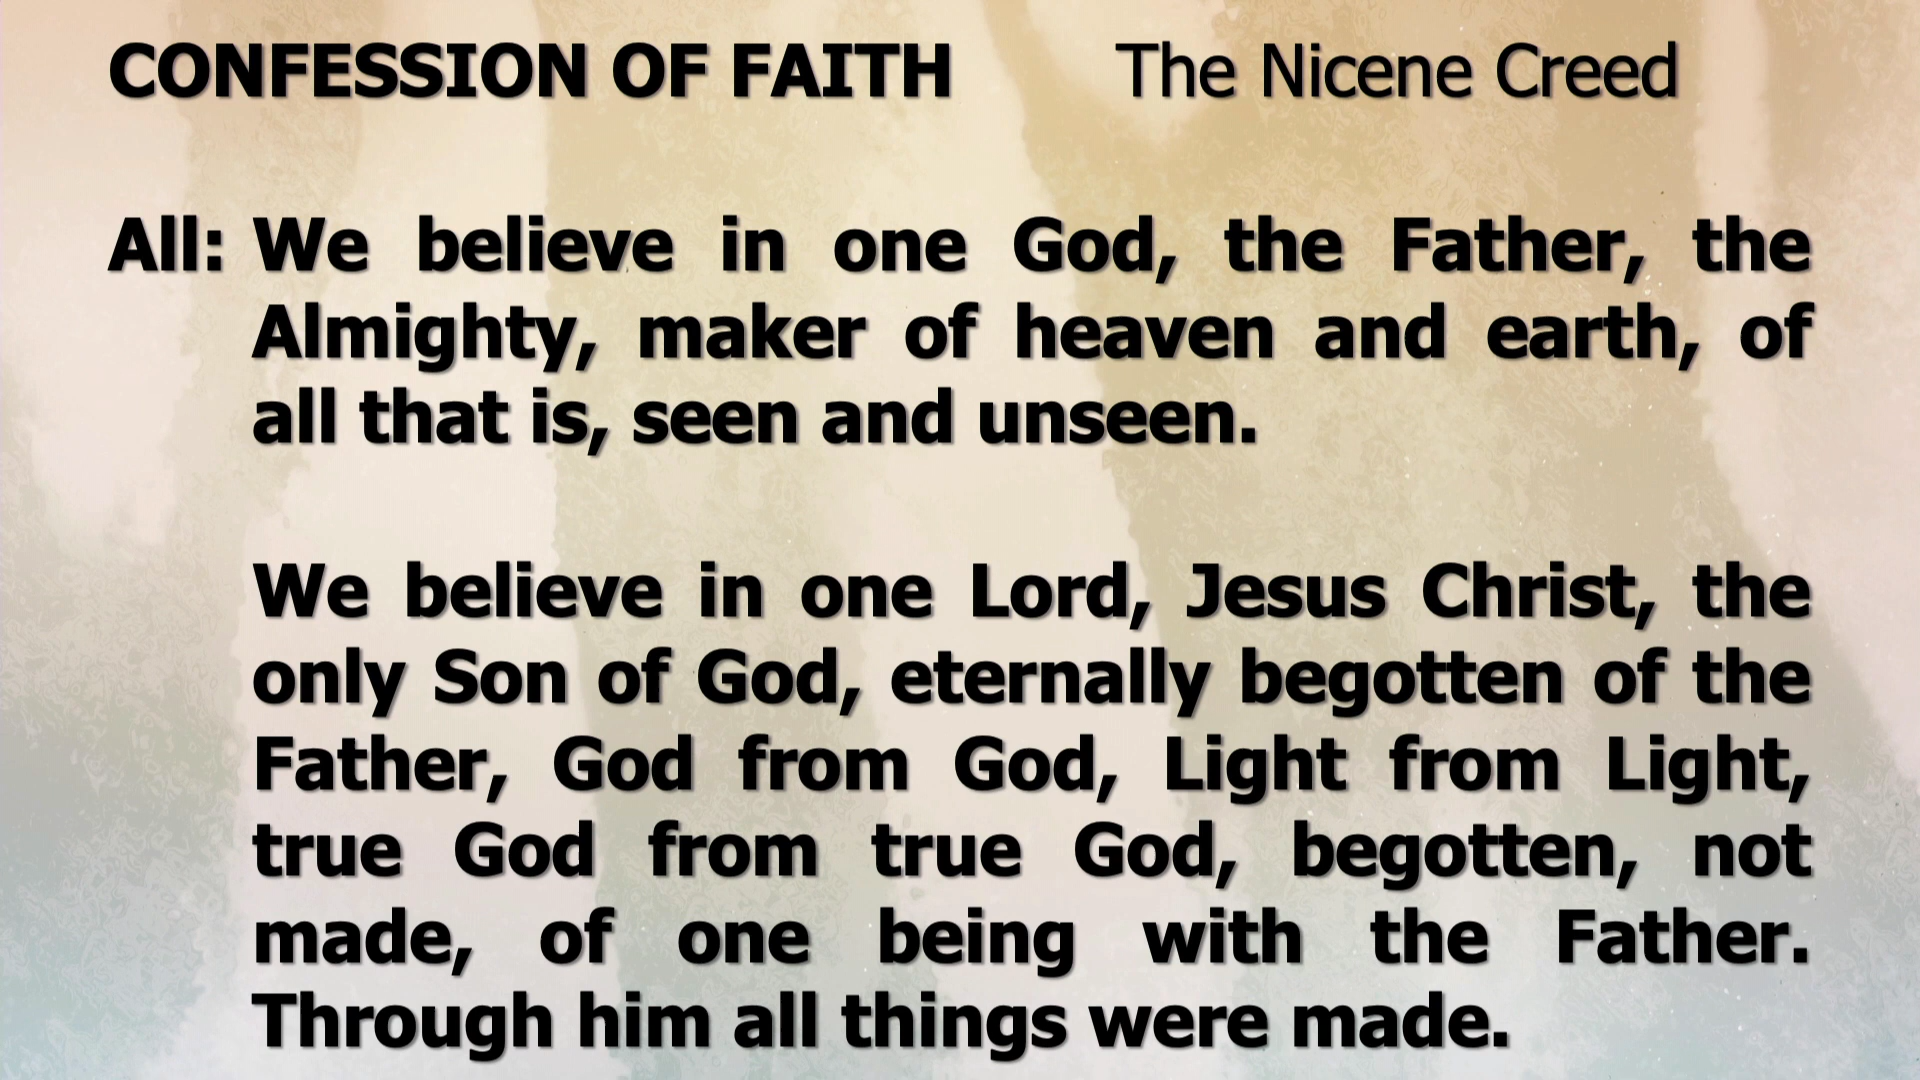 CONFESSION OF FAITH The Nicene Creed
All: We believe in one God, the Father, the
Almighty, maker of heaven and earth, of
all that is, seen and unseen.
We believe in one Lord, Jesus Christ, the
only Son of God, eternally begotten of the
Father, God from God, Light from Light,
true God from true God, begotten, not
made, of one being with the Father.
Through him all things were made.